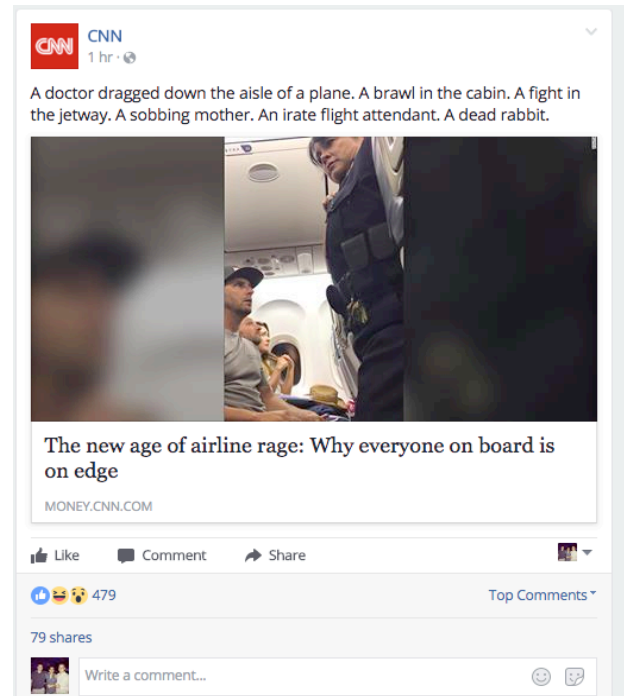 CNN
CNN
1 hr ·
A doctor dragged down the aisle of a plane. A brawl in the cabin. A fight in
the jetway. A sobbing mother. An irate flight attendant. A dead rabbit.
The new age of airline rage: Why everyone on board is
on edge
MONEY.CNN.COM
Like Comment Share
479 Top Comments
79 shares
Write a comment...